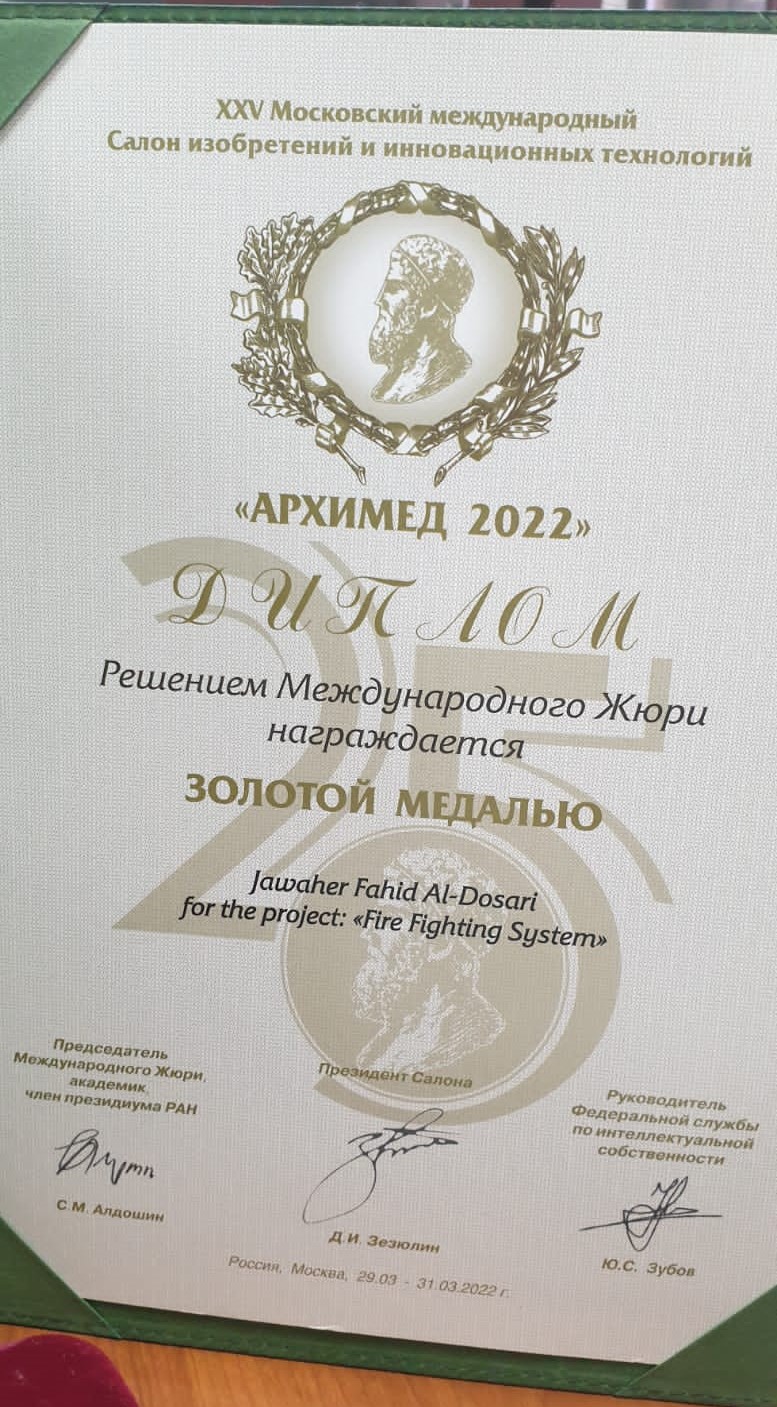 XXV Московский международный
Салон изобретений и инновационных технологий
«АРХИМЕД 2022»
ДИПЛОМ
Решением Международного Жюри
награждается
ЗОЛОТОЙ МЕДАЛЬЮ
Jawaher Fahid Al-Dosari
for the project: «Fire Fighting System»
Председатель
Международного Жюри,
академик,
член президиума РАН
С.М. Алдошин
Президент Салона
Д.И. Зезюлин
Руководитель
Федеральной службы
по интеллектуальной
собственности
Ю.С. Зубов
Россия, Москва, 29.03 - 31.03.2022 г.
25